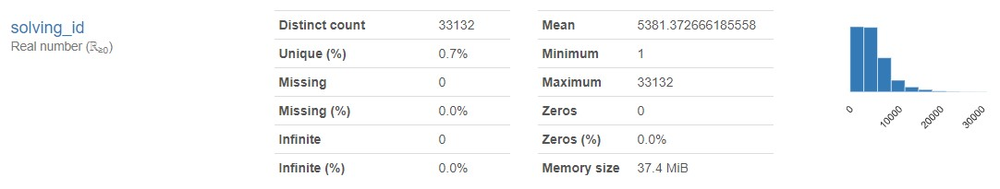 solving_id
Real number (ℝ≥0)
Distinct count 33132
Unique (%) 0.7%
Missing 0
Missing (%) 0.0%
Infinite 0
Infinite (%) 0.0%
Mean 5381.372666185558
Minimum 1
Maximum 33132
Zeros 0
Zeros (%) 0.0%
Memory size 37.4 MiB
0 10000 20000 30000